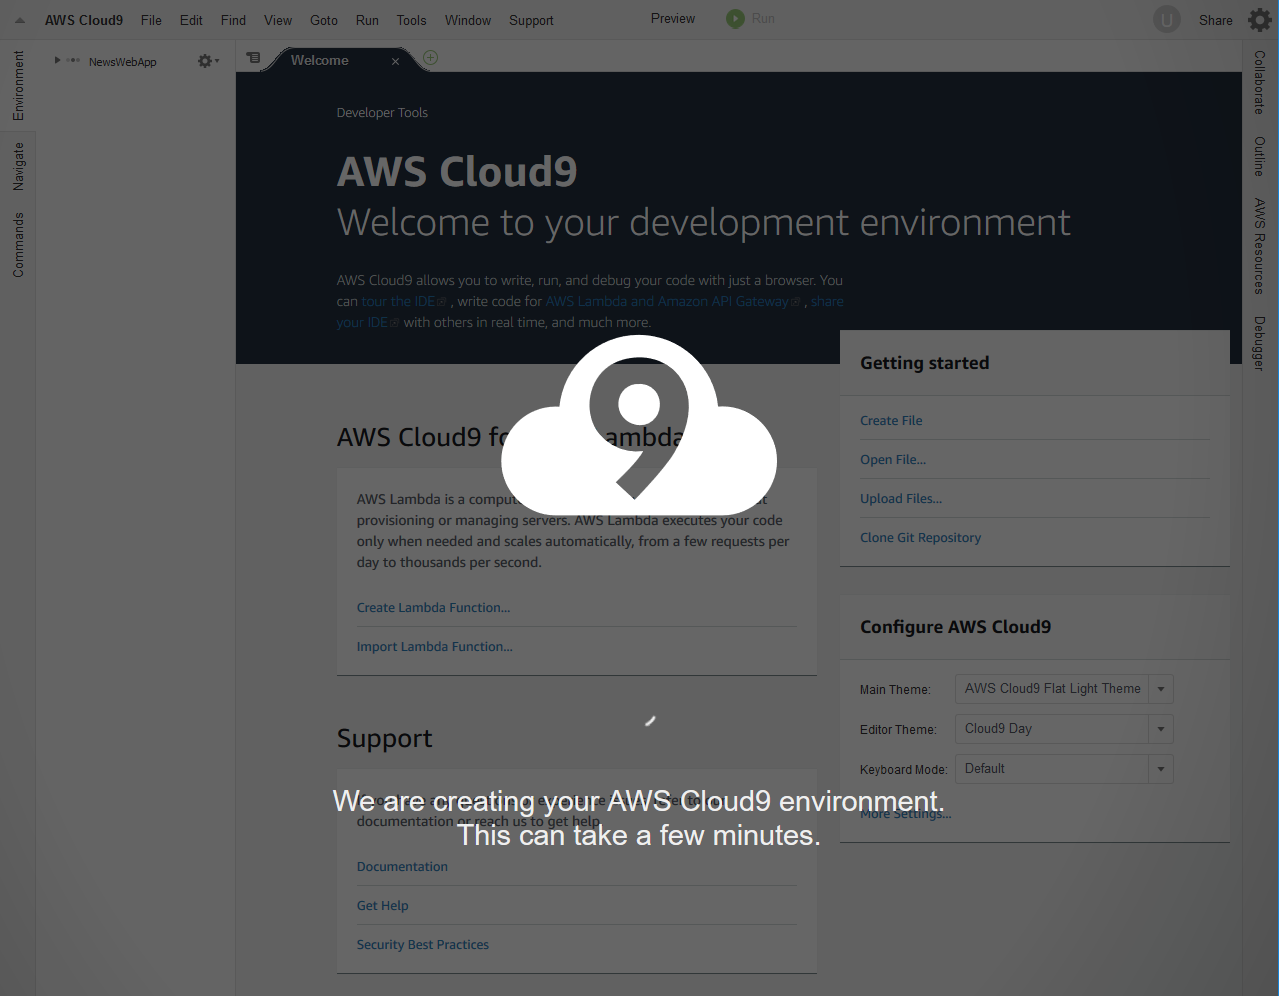 AWS Cloud9 File Edit Find View Goto Run Tools Window Support Preview Run U Share
Environment
Navigate
Commands
NewsWebApp
Welcome
Developer Tools
AWS Cloud9
Welcome to your development environment
AWS Cloud9 allows you to write, run, and debug your code with just a browser. You
can tour the IDE , write code for AWS Lambda and Amazon API Gateway , share
your IDE with others in real time, and much more.
Getting started
Create File
Open File...
Upload Files...
Clone Git Repository
9
AWS Cloud9
AWS Lambda is a
provisioning or managing servers. AWS Lambda executes your code
only when needed and scales automatically, from a few requests per
day to thousands per second.
Create Lambda Function...
Import Lambda Function...
Configure AWS Cloud9
Main Theme: AWS Cloud9 Flat Light Theme
Editor Theme: Cloud9 Day
Keyboard Mode: Default
More Settings...
Support
We are creating your AWS Cloud9 environment.
This can take a few minutes.
documentation or reach us to get help.
Documentation
Get Help
Security Best Practices
Collaborate
Outline
AWS Resources
Debugger